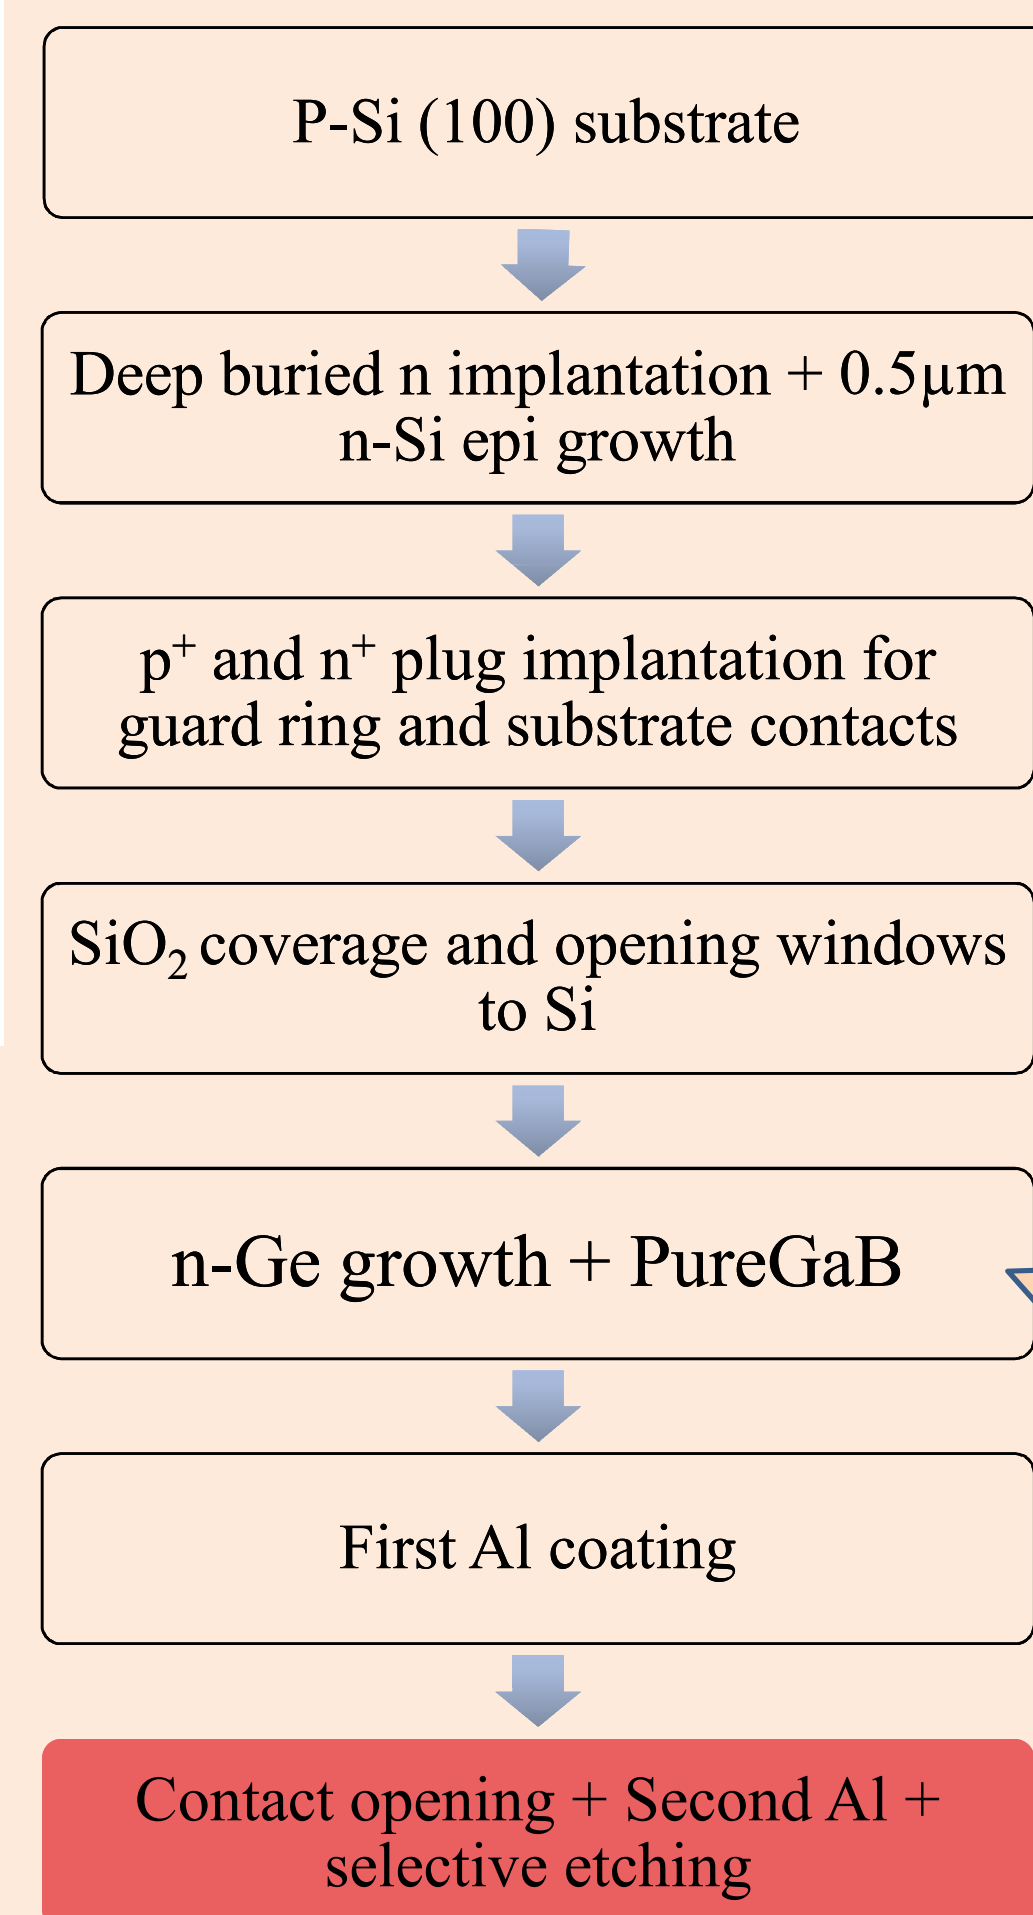 P-Si (100) substrate
Deep buried n implantation + 0.5μm
n-Si epi growth
p⁺ and n⁺ plug implantation for
guard ring and substrate contacts
SiO₂ coverage and opening windows
to Si
n-Ge growth + PureGaB
First Al coating
Contact opening + Second Al +
selective etching